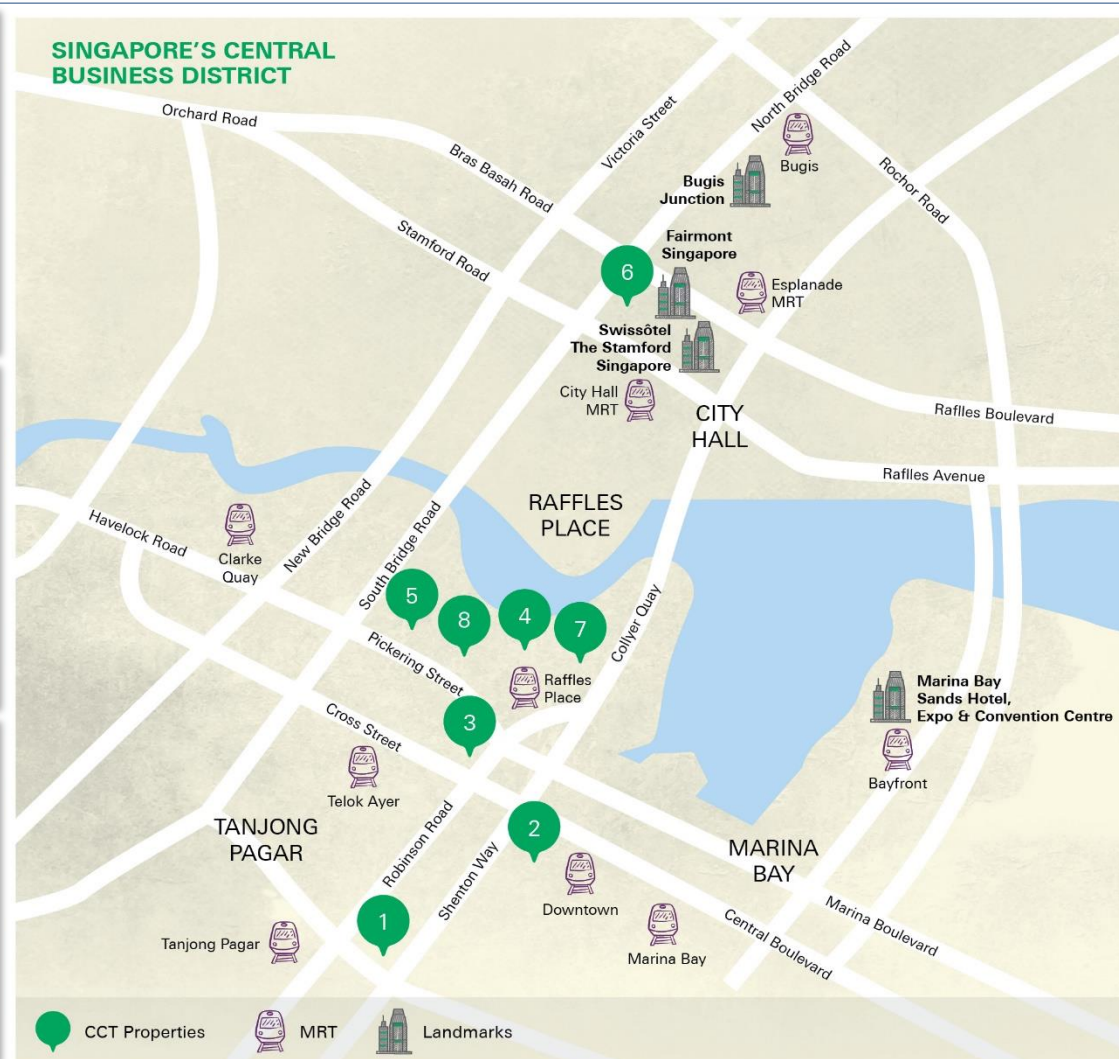 SINGAPORE'S CENTRAL
BUSINESS DISTRICT
Orchard Road
Bras Basah Road
Stamford Road
Victoria Street
North Bridge Road
Bugis
Rochor Road
Bugis
Junction
Fairmont
Singapore
6
Esplanade
MRT
Swissôtel
The Stamford
Singapore
City Hall
MRT
CITY
HALL
Raflles Boulevard
Raflles Avenue
RAFFLES
PLACE
Havelock Road
Clarke
Quay
New Bridge Road
South Bridge Road
5
8
4
7
Collyer Quay
Pickering Street
Raffles
Place
3
Cross Street
Telok Ayer
Marina Bay
Sands Hotel,
Expo & Convention Centre
Bayfront
TANJONG
PAGAR
Robinson Road
Shenton Way
2
MARINA
BAY
Downtown
1
Tanjong Pagar
Marina Bay
Central Boulevard
Marina Boulevard
CCT Properties
MRT
Landmarks